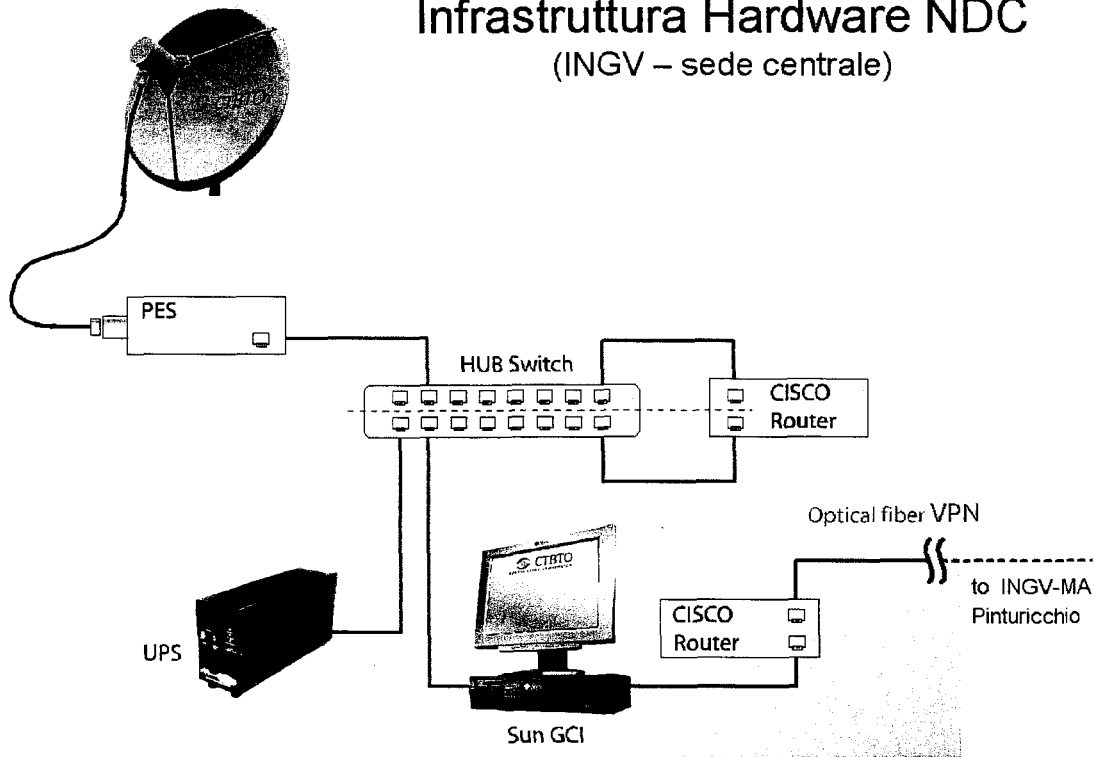 Infrastruttura Hardware NDC
(INGV – sede centrale)
CTBTO
PES
HUB Switch
CISCO
Router
Optical fiber VPN
CTBTO
to INGV-MA
Pinturicchio
CISCO
Router
UPS
Sun GCI